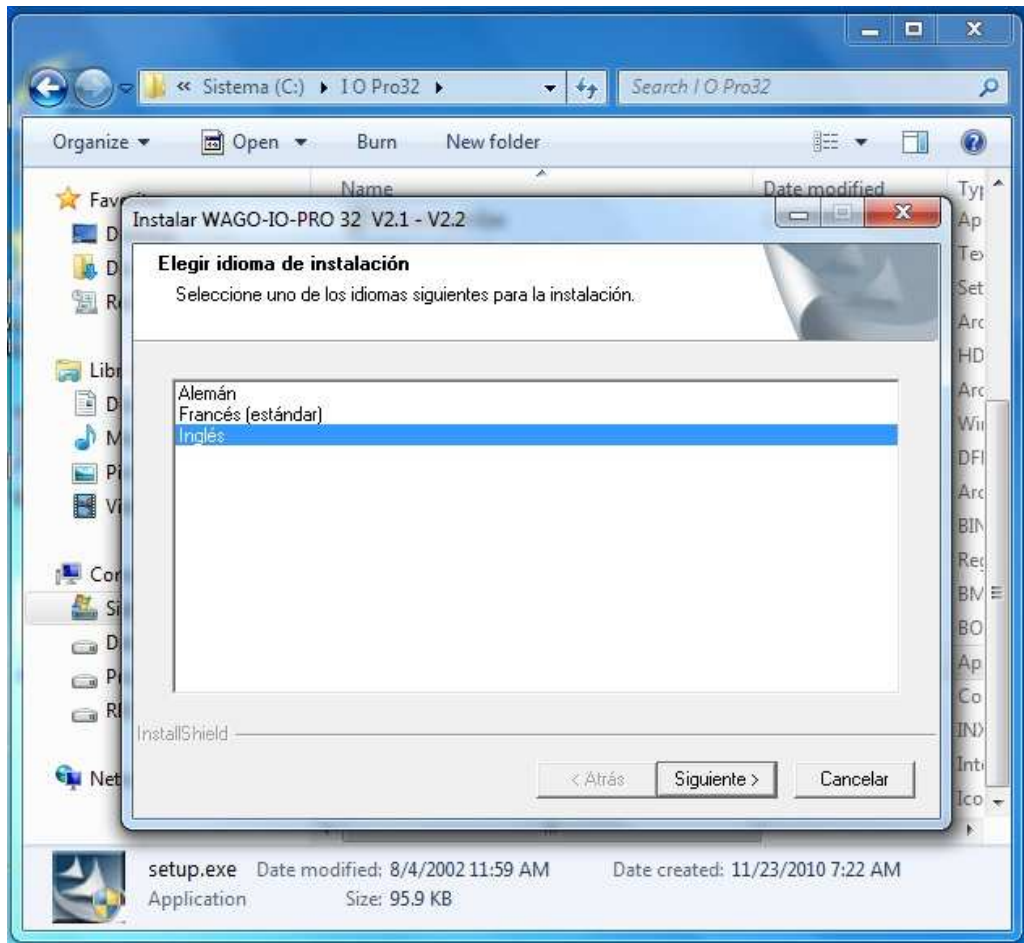 « Sistema (C:) ▸ I O Pro32 ▸
Search I O Pro32
Organize Open Burn New folder
Name Date modified
Instalar WAGO-IO-PRO 32 V2.1 - V2.2
Elegir idioma de instalación
Seleccione uno de los idiomas siguientes para la instalación.
Alemán
Francés (estándar)
Inglés
InstallShield
< Atrás Siguiente > Cancelar
setup.exe Date modified: 8/4/2002 11:59 AM Date created: 11/23/2010 7:22 AM
Application Size: 95.9 KB